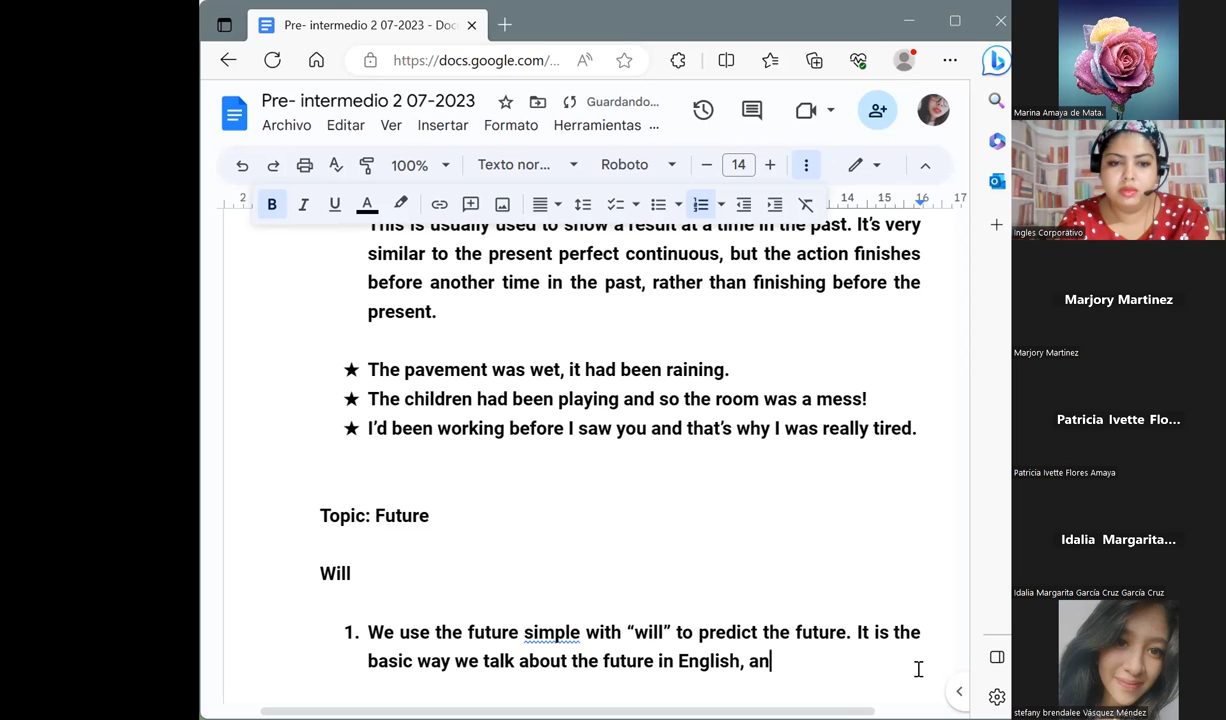 Pre- intermedio 2 07-2023 - Doc
https://docs.google.com/...
Pre- intermedio 2 07-2023
Guardando...
Archivo Editar Ver Insertar Formato Herramientas ...
100% Texto nor... Roboto 14
2 14 15 16 17
This is usually used to show a result at a time in the past. It’s very
similar to the present perfect continuous, but the action finishes
before another time in the past, rather than finishing before the
present.
★ The pavement was wet, it had been raining.
★ The children had been playing and so the room was a mess!
★ I’d been working before I saw you and that’s why I was really tired.
Topic: Future
Will
1. We use the future simple with “will” to predict the future. It is the
basic way we talk about the future in English, an
Marina Amaya de Mata.
Ingles Corporativo
Marjory Martinez
Marjory Martinez
Patricia Ivette Flo...
Patricia Ivette Flores Amaya
Idalia Margarita...
Idalia Margarita García Cruz García Cruz
stefany brendalee Vásquez Méndez